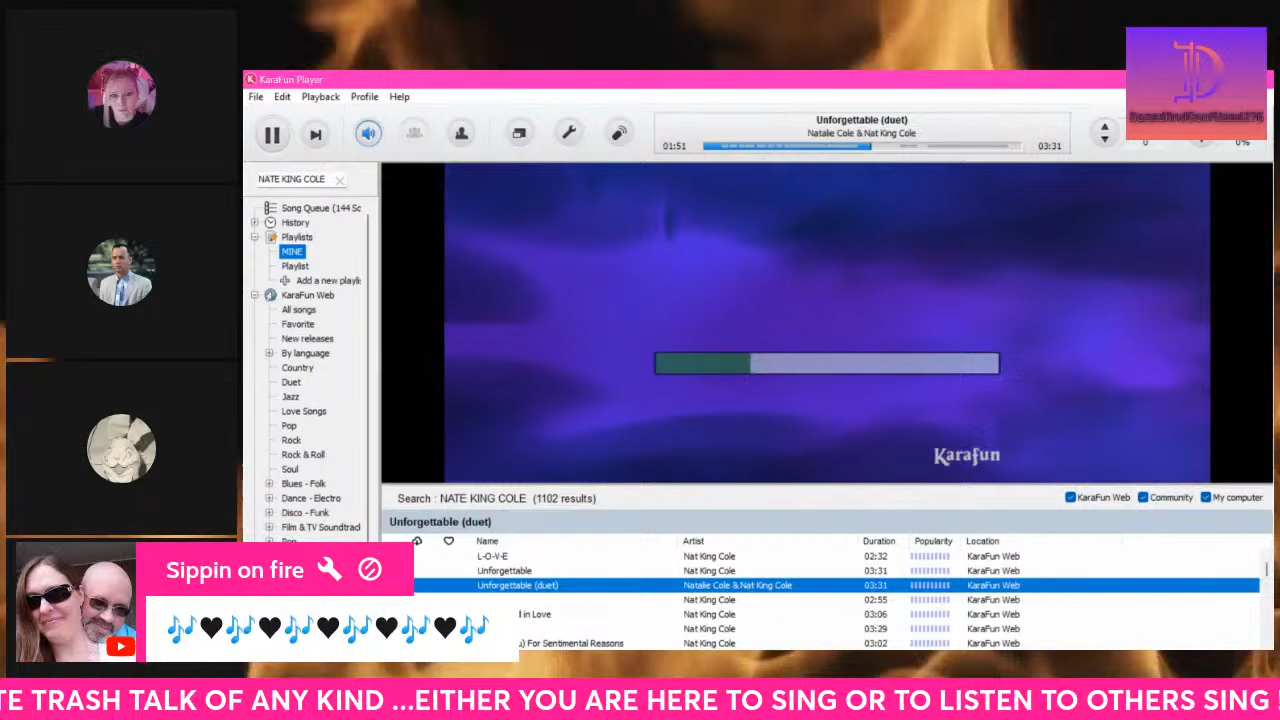 KaraFun Player
File Edit Playback Profile Help
Unforgettable (duet)
Natalie Cole & Nat King Cole
01:51
03:31
0
0%
NATE KING COLE
Song Queue (144 Sc
History
Playlists
MINE
Playlist
Add a new playli
KaraFun Web
All songs
Favorite
New releases
By language
Country
Duet
Jazz
Love Songs
Pop
Rock
Rock & Roll
Soul
Blues - Folk
Dance - Electro
Disco - Funk
Film & TV Soundtrac
Karafun
Search : NATE KING COLE (1102 results)
KaraFun Web Community My computer
Unforgettable (duet)
Name Artist Duration Popularity Location
L-O-V-E Nat King Cole 02:32 KaraFun Web
Unforgettable Nat King Cole 03:31 KaraFun Web
Unforgettable (duet) Natalie Cole & Nat King Cole 03:31 KaraFun Web
Nat King Cole 02:55 KaraFun Web
l in Love Nat King Cole 03:06 KaraFun Web
Nat King Cole 03:29 KaraFun Web
) For Sentimental Reasons Nat King Cole 03:02 KaraFun Web
Sippin on fire
TE TRASH TALK OF ANY KIND ...EITHER YOU ARE HERE TO SING OR TO LISTEN TO OTHERS SING